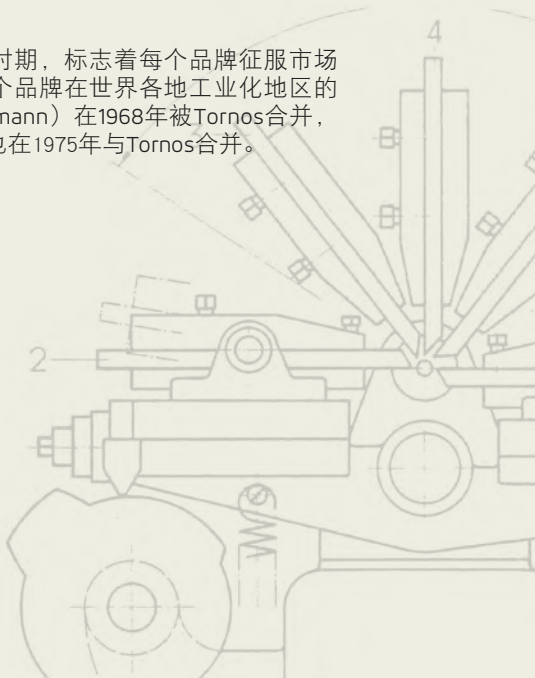 时期，标志着每个品牌征服市场
个品牌在世界各地工业化地区的
mann）在1968年被Tornos合并，
也在1975年与Tornos合并。
4
2